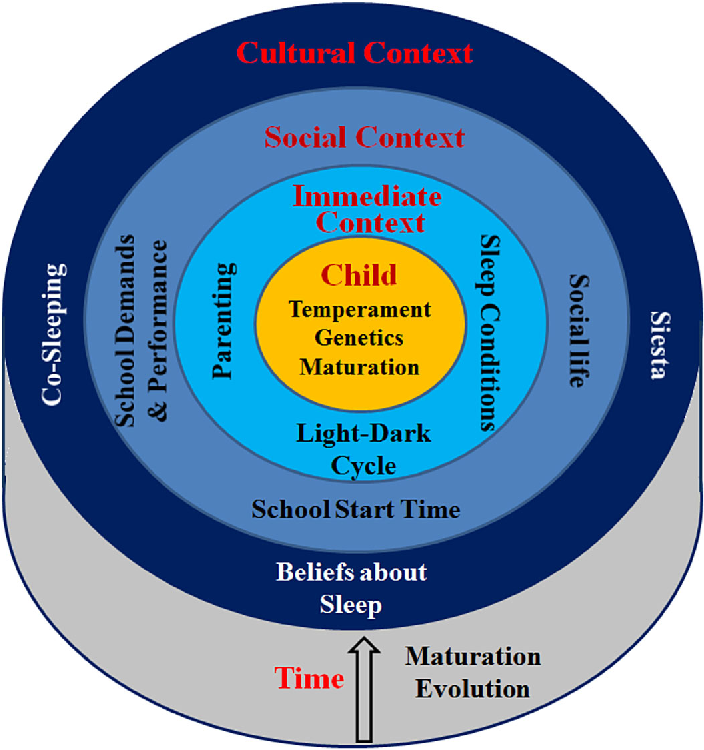 Cultural Context
Social Context
Immediate
Context
Child
Temperament
Genetics
Maturation
Parenting
Sleep Conditions
Light-Dark
Cycle
School Demands
& Performance
Social life
School Start Time
Co-Sleeping
Siesta
Beliefs about
Sleep
Time
Maturation
Evolution